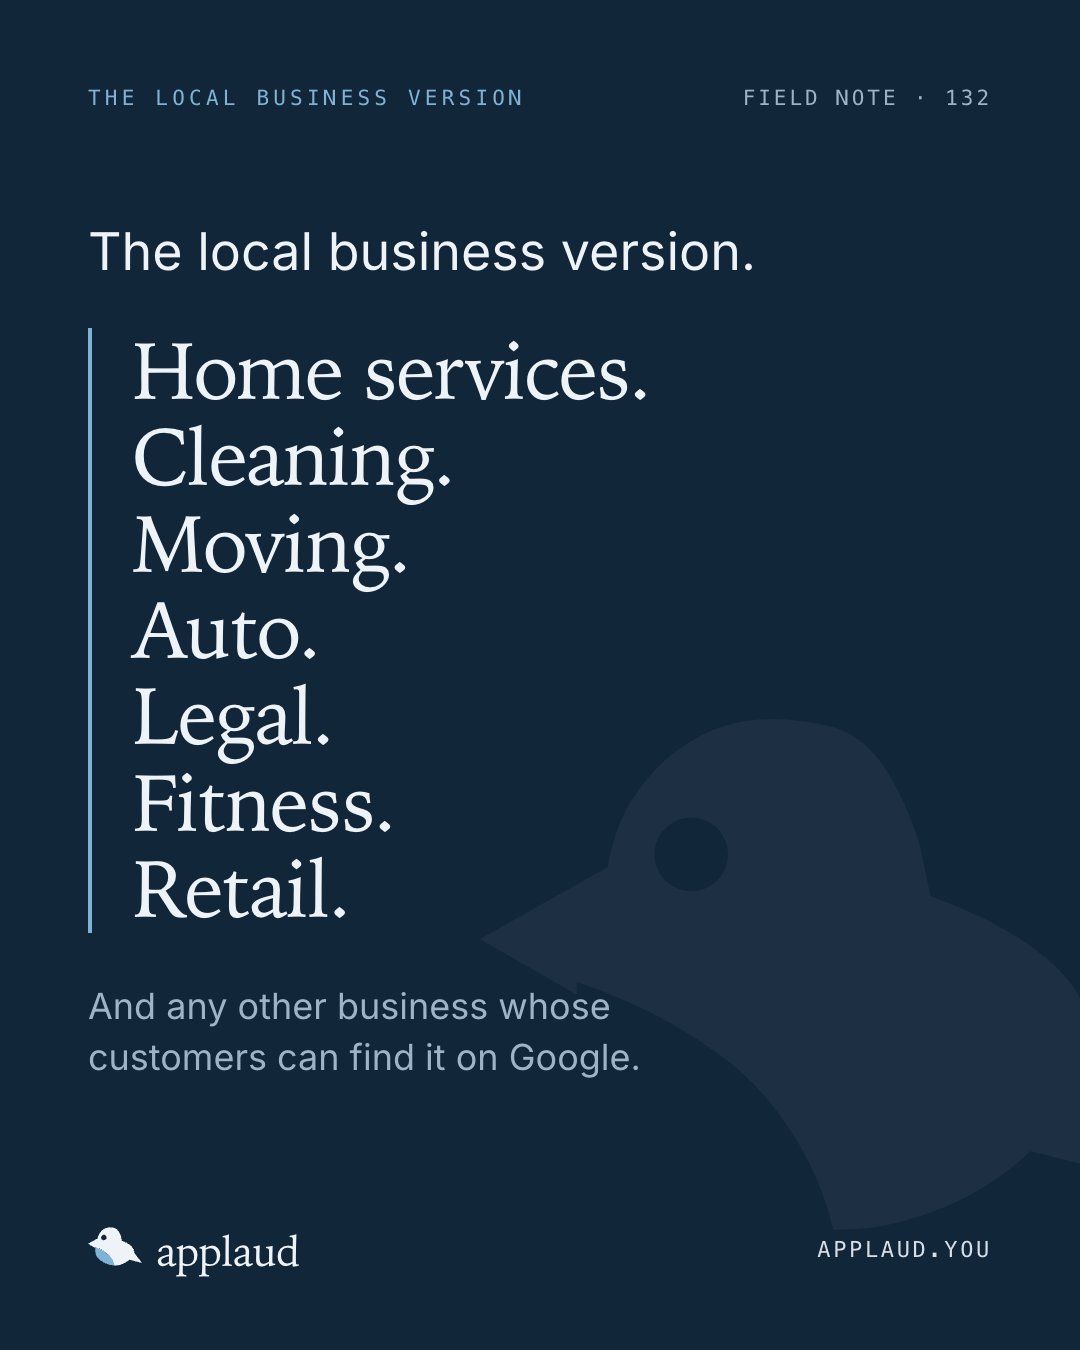 THE LOCAL BUSINESS VERSION
FIELD NOTE · 132
The local business version.
Home services.
Cleaning.
Moving.
Auto.
Legal.
Fitness.
Retail.
And any other business whose
customers can find it on Google.
applaud
APPLAUD.YOU